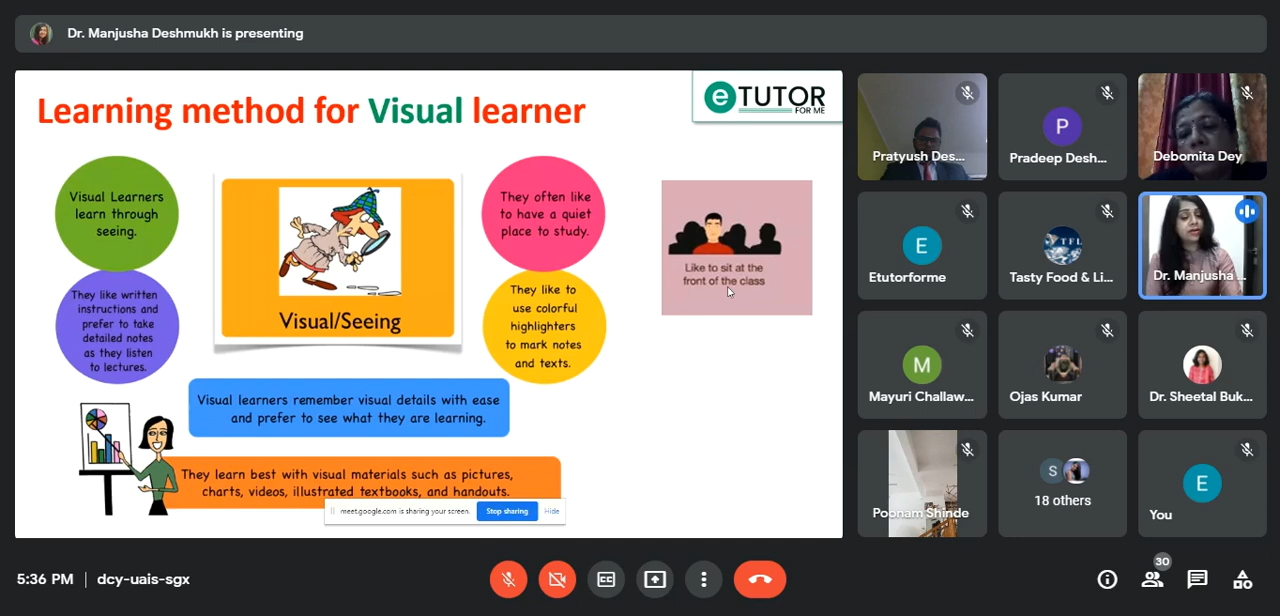 Dr. Manjusha Deshmukh is presenting
Learning method for Visual learner
e TUTOR
FOR ME
Visual Learners
learn through
seeing.
They like written
instructions and
prefer to take
detailed notes
as they listen
to lectures.
Visual/Seeing
They often like
to have a quiet
place to study.
They like to
use colorful
highlighters
to mark notes
and texts.
Like to sit at the
front of the class
Visual learners remember visual details with ease
and prefer to see what they are learning.
They learn best with visual materials such as pictures,
charts, videos, illustrated textbooks, and handouts.
meet.google.com is sharing your screen.
Stop sharing
Hide
Pratyush Des...
P
Pradeep Desh...
Debomita Dey
E
Etutorforme
TFL
Tasty Food & Li...
Dr. Manjusha ...
M
Mayuri Challaw...
Ojas Kumar
Dr. Sheetal Buk...
Poonam Shinde
S
18 others
E
You
5:36 PM | dcy-uais-sgx
CC
30